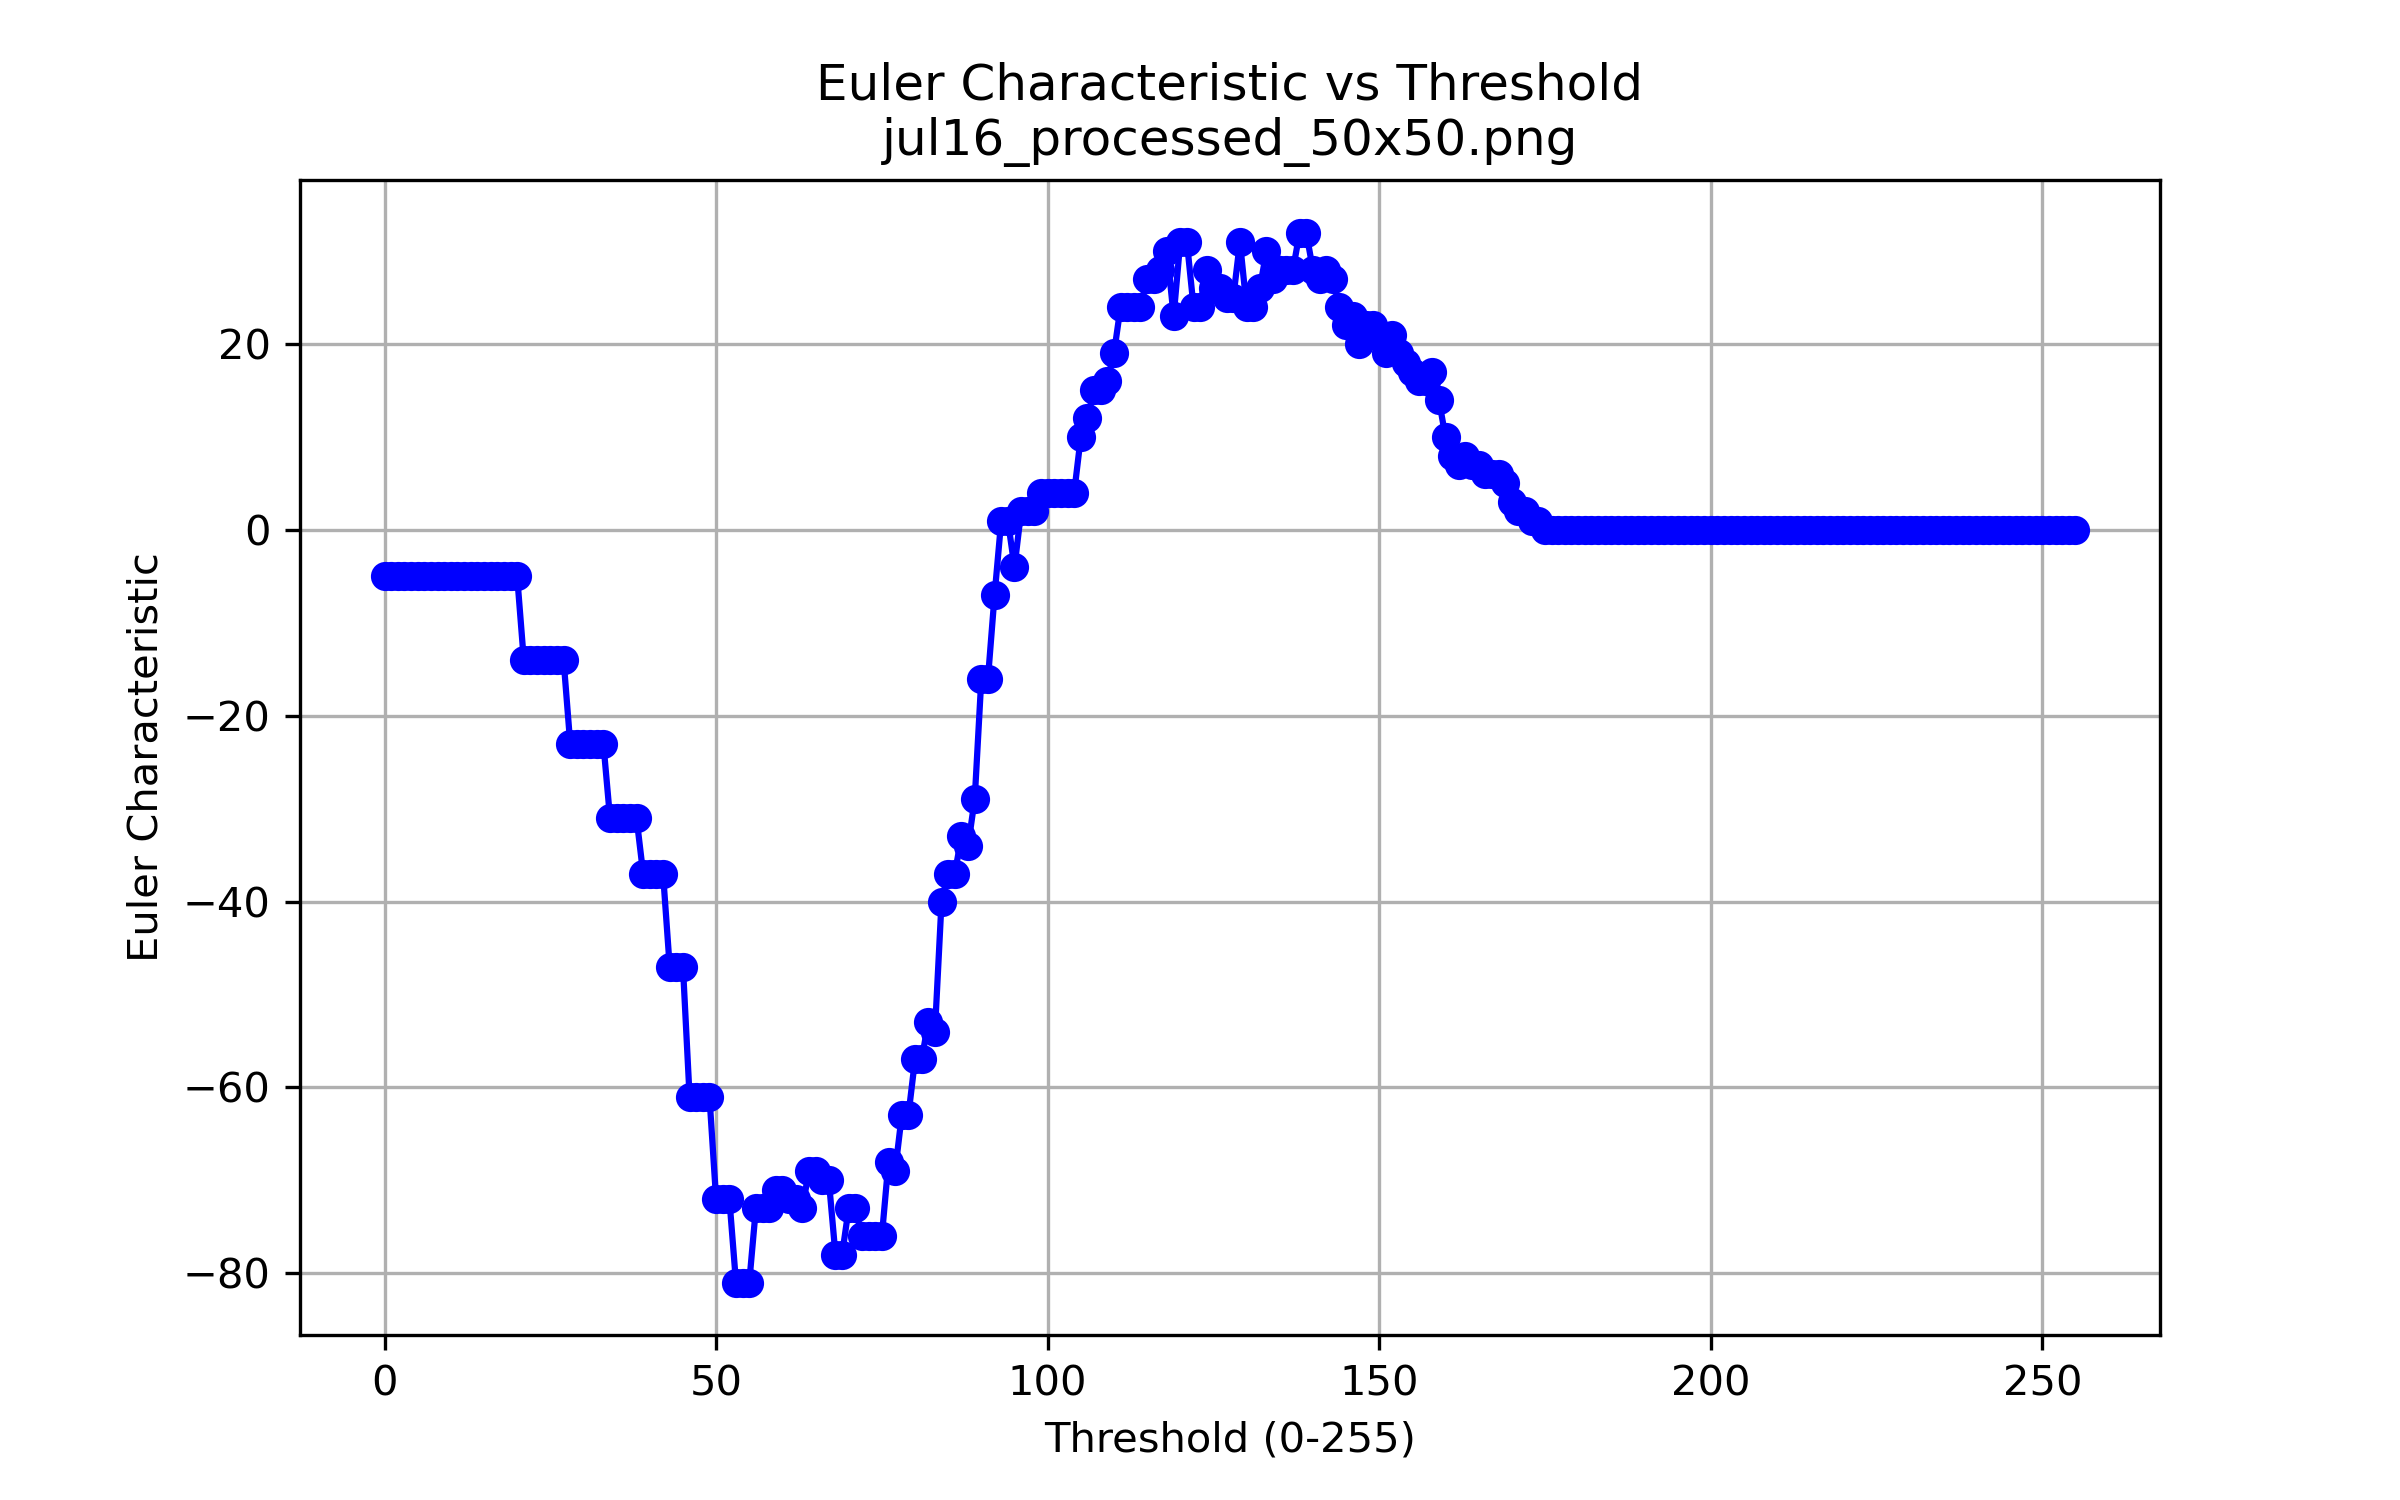 Euler Characteristic vs Threshold
jul16_processed_50x50.png
20
0
−20
−40
−60
−80
Euler Characteristic
0 50 100 150 200 250
Threshold (0-255)